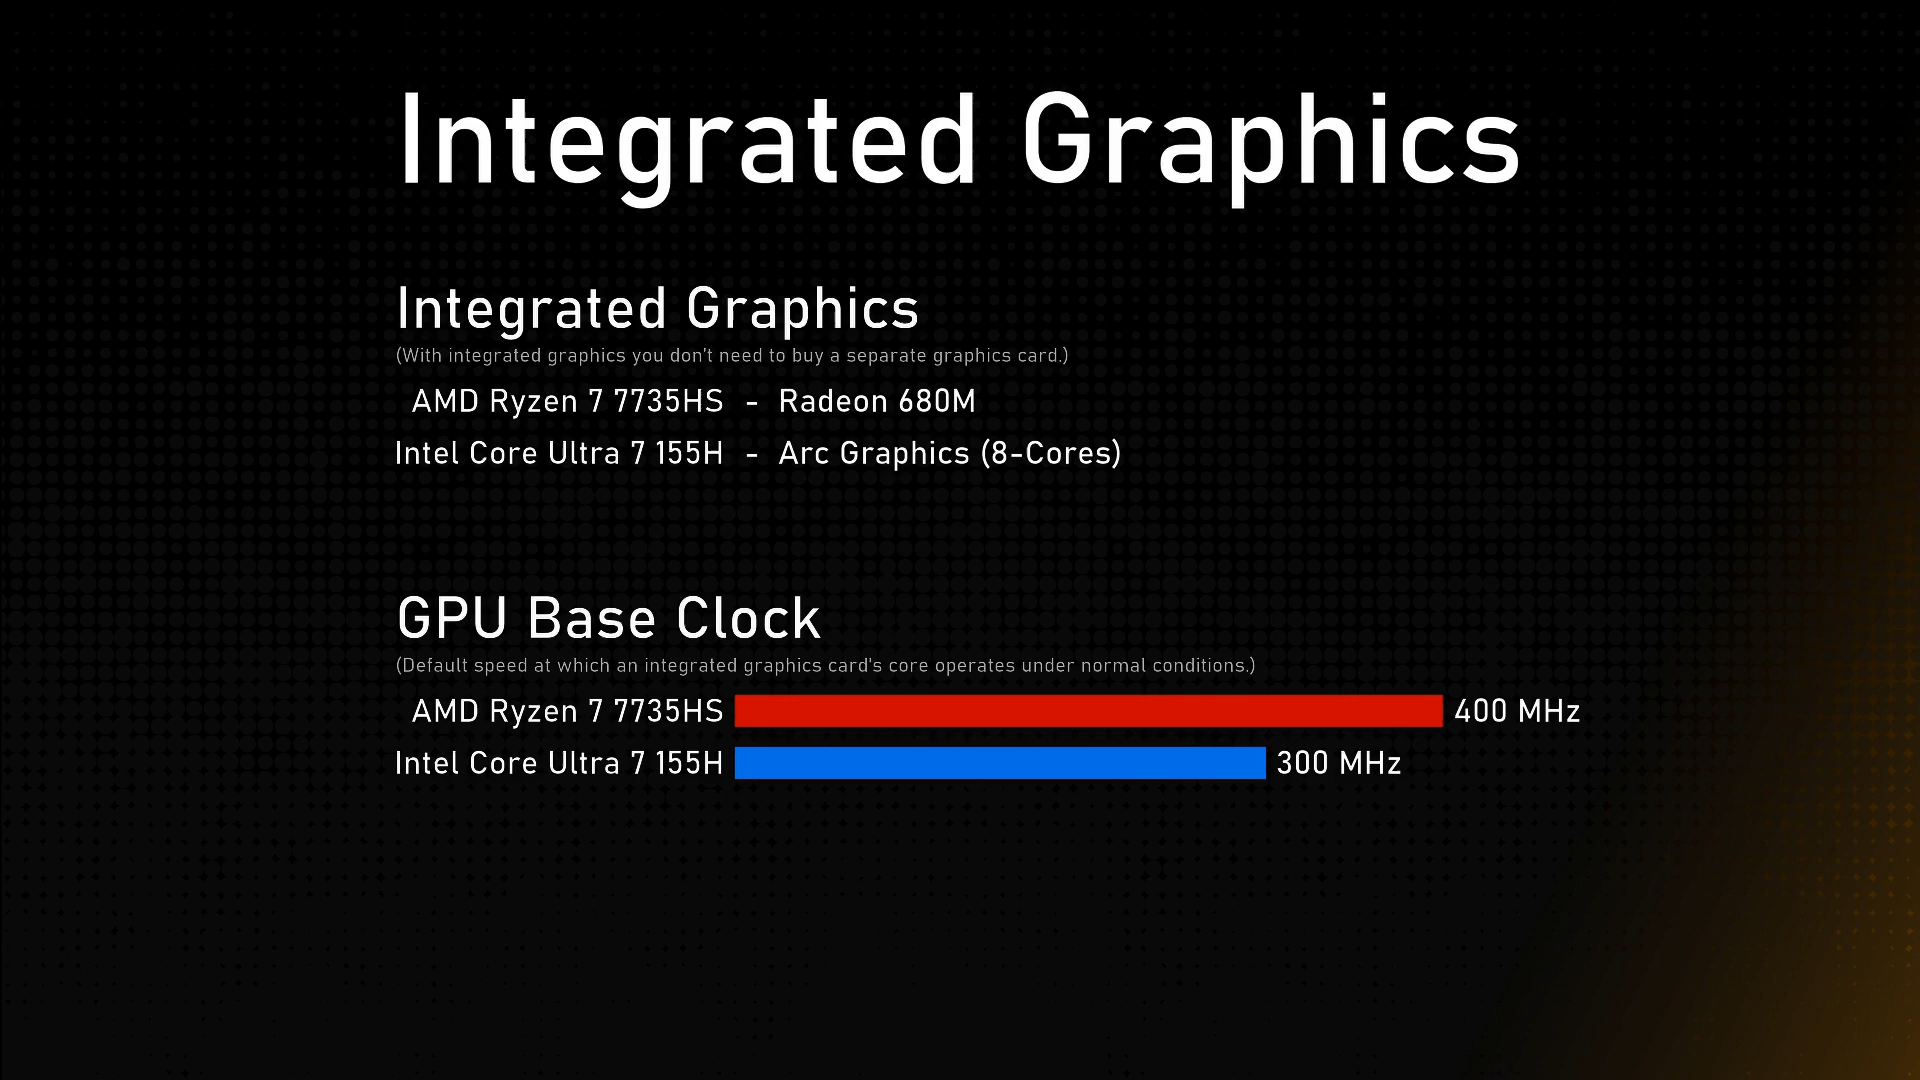 Integrated Graphics
Integrated Graphics
(With integrated graphics you don't need to buy a separate graphics card.)
AMD Ryzen 7 7735HS - Radeon 680M
Intel Core Ultra 7 155H - Arc Graphics (8-Cores)
GPU Base Clock
(Default speed at which an integrated graphics card's core operates under normal conditions.)
AMD Ryzen 7 7735HS 400 MHz
Intel Core Ultra 7 155H 300 MHz